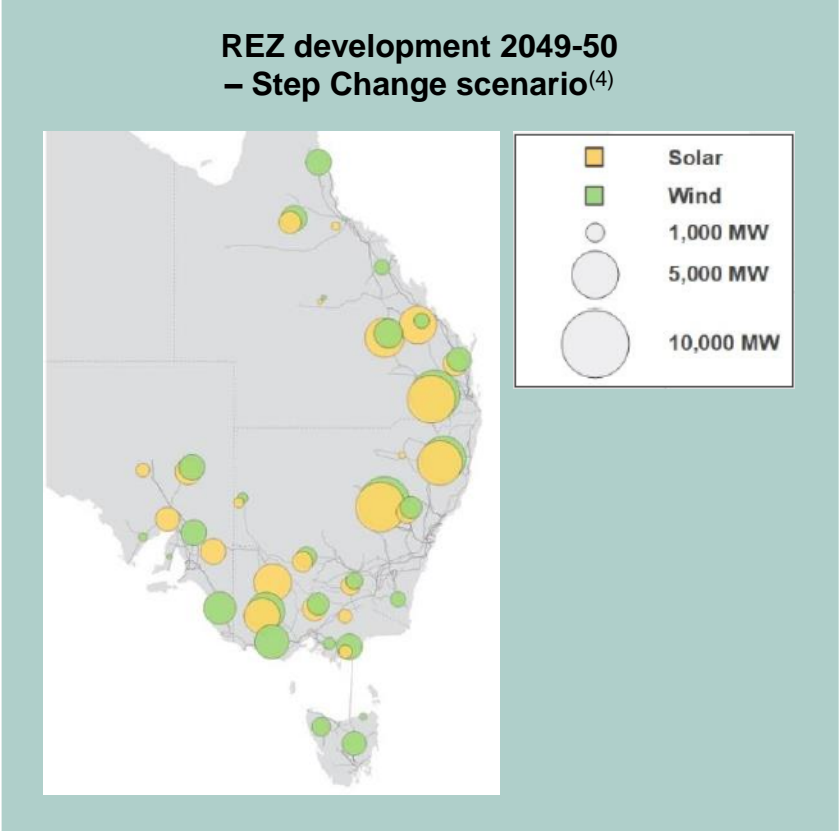 REZ development 2049-50
– Step Change scenario(4)
Solar
Wind
1,000 MW
5,000 MW
10,000 MW